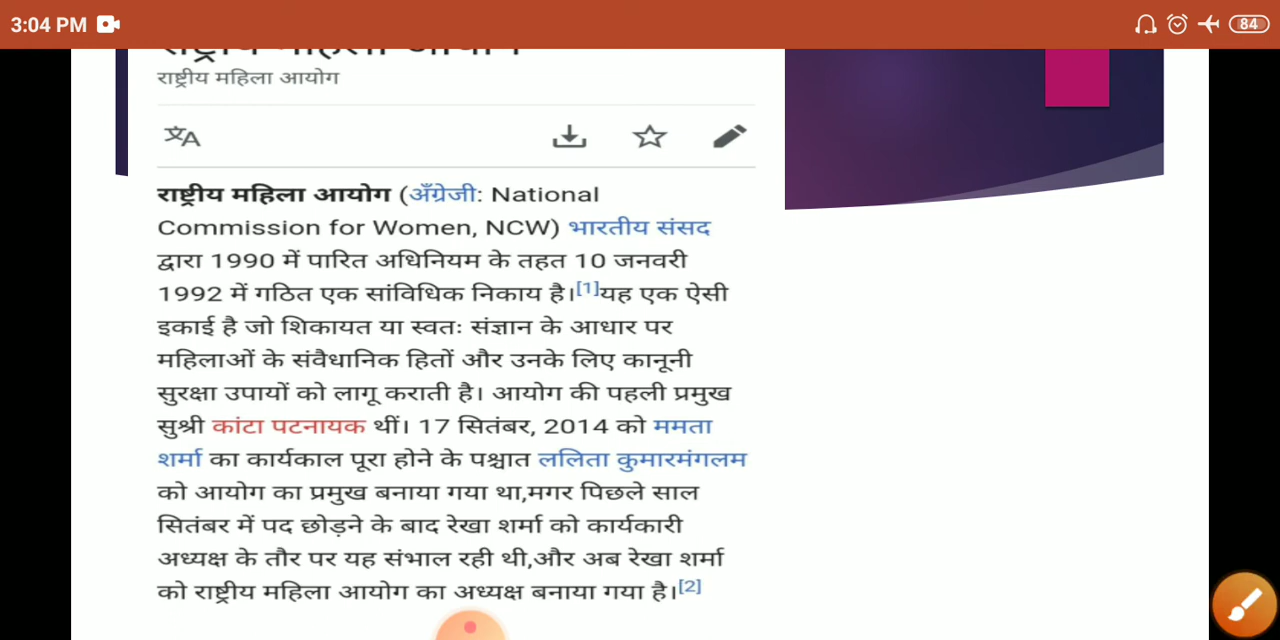 3:04 PM
84
राष्ट्रीय महिला आयोग
राष्ट्रीय महिला आयोग
राष्ट्रीय महिला आयोग (अँग्रेजी: National
Commission for Women, NCW) भारतीय संसद
द्वारा 1990 में पारित अधिनियम के तहत 10 जनवरी
1992 में गठित एक सांविधिक निकाय है।[1]यह एक ऐसी
इकाई है जो शिकायत या स्वतः संज्ञान के आधार पर
महिलाओं के संवैधानिक हितों और उनके लिए कानूनी
सुरक्षा उपायों को लागू कराती है। आयोग की पहली प्रमुख
सुश्री कांटा पटनायक थीं। 17 सितंबर, 2014 को ममता
शर्मा का कार्यकाल पूरा होने के पश्चात ललिता कुमारमंगलम
को आयोग का प्रमुख बनाया गया था,मगर पिछले साल
सितंबर में पद छोड़ने के बाद रेखा शर्मा को कार्यकारी
अध्यक्ष के तौर पर यह संभाल रही थी,और अब रेखा शर्मा
को राष्ट्रीय महिला आयोग का अध्यक्ष बनाया गया है।[2]